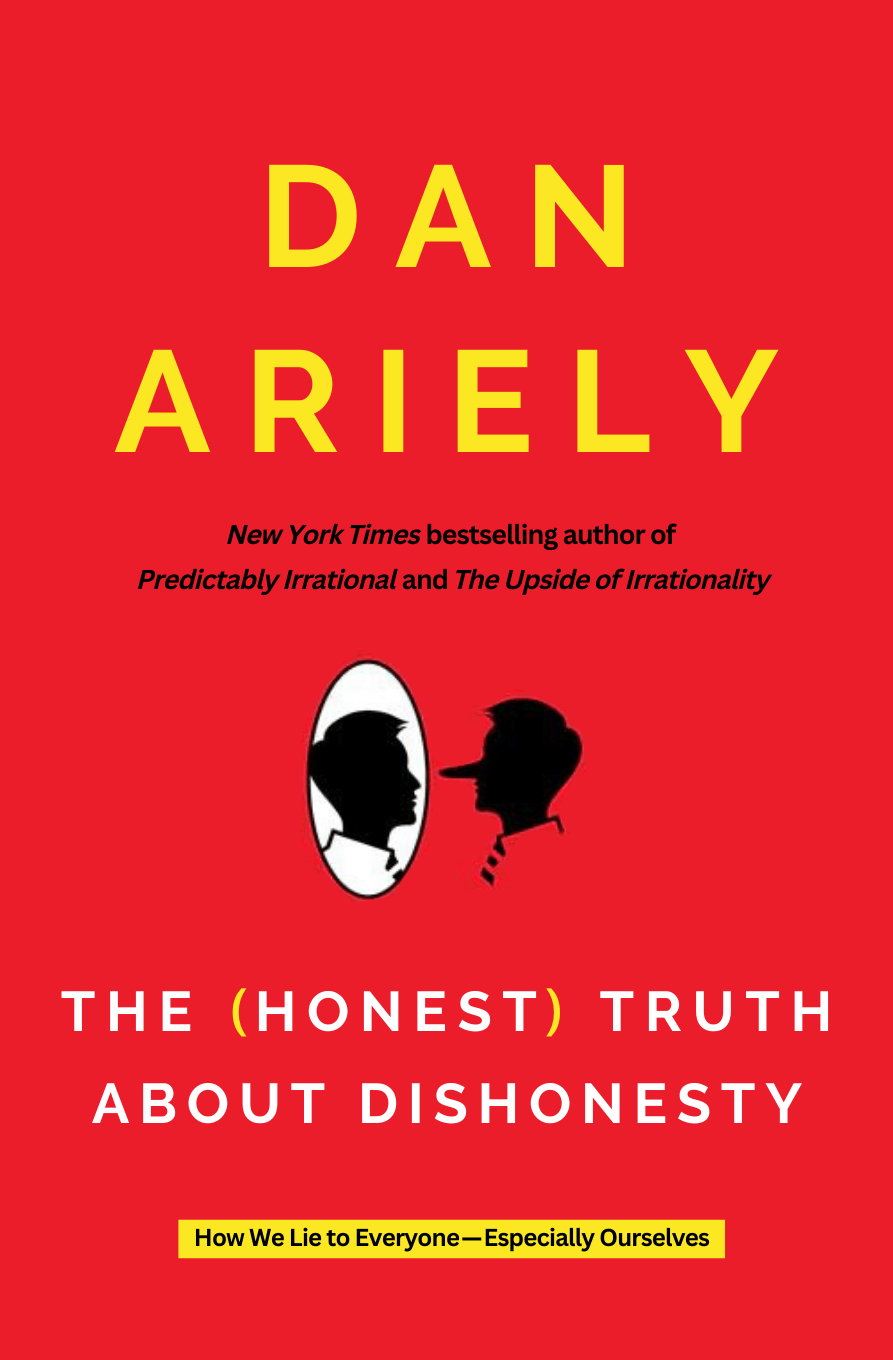 DAN
ARIELY
New York Times bestselling author of
Predictably Irrational and The Upside of Irrationality
THE (HONEST) TRUTH
ABOUT DISHONESTY
How We Lie to Everyone—Especially Ourselves